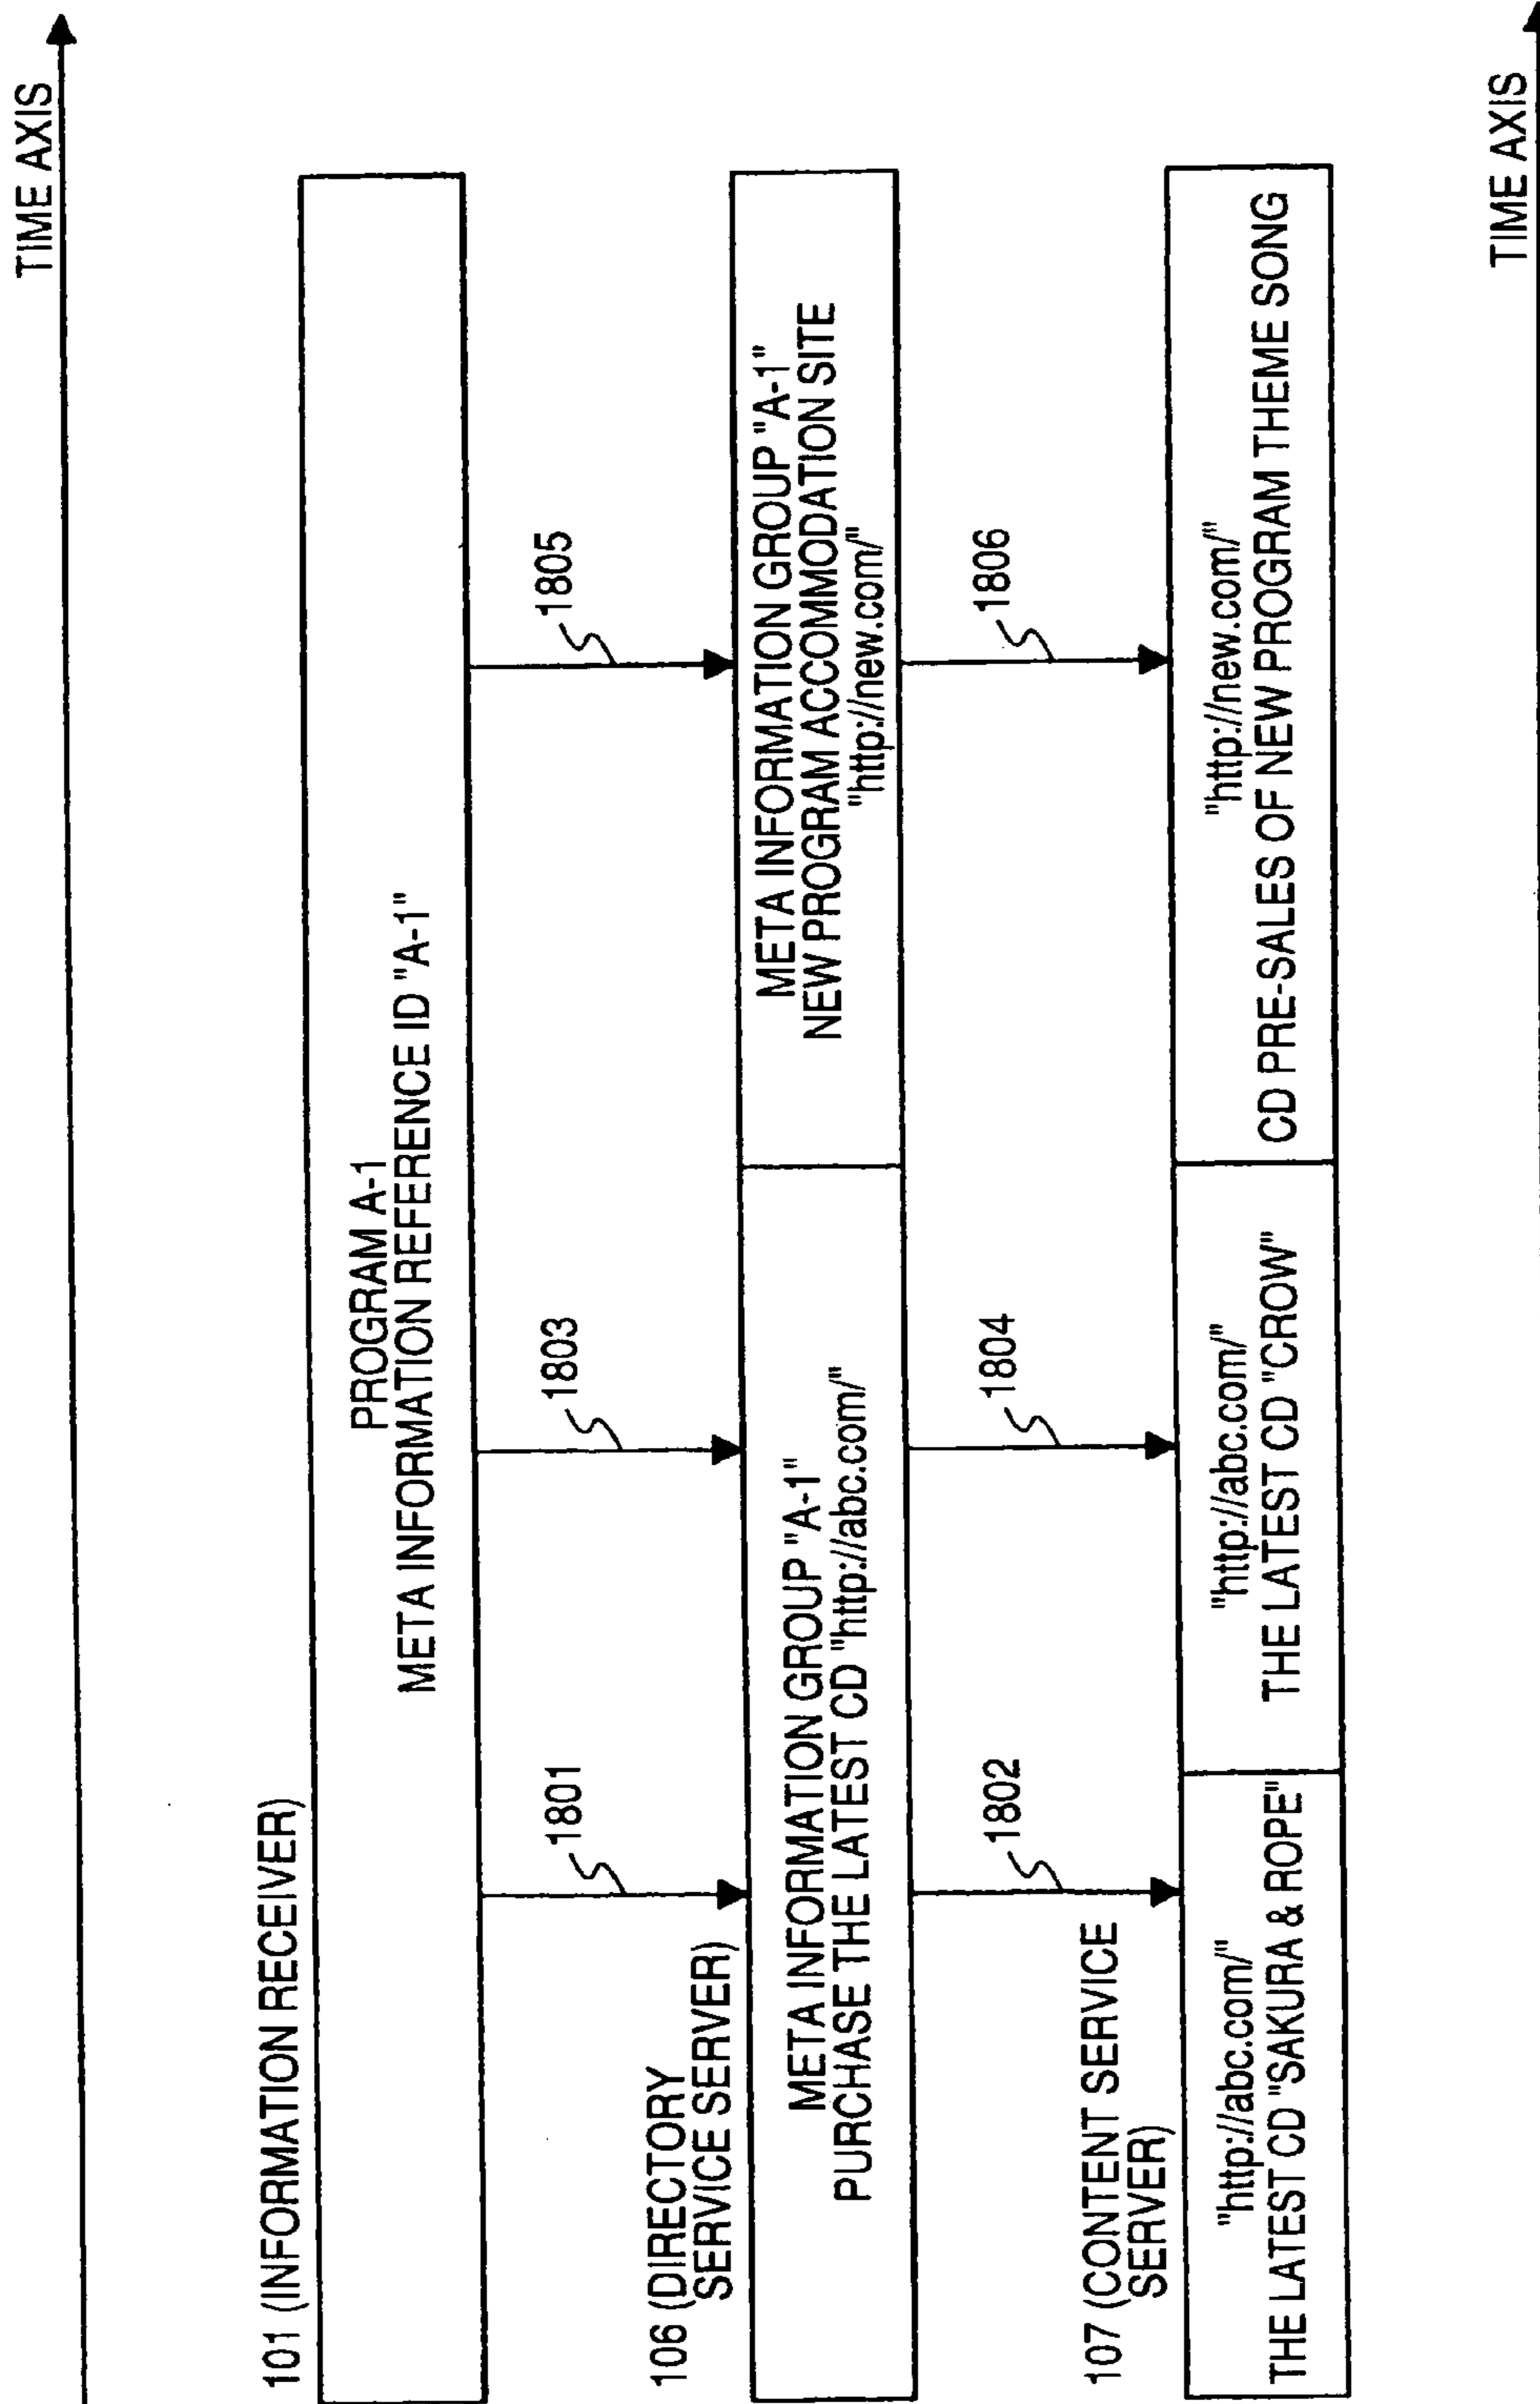 TIME AXIS
101 (INFORMATION RECEIVER)
PROGRAM A-1
META INFORMATION REFERENCE ID "A-1"
1801
1803
1805
106 (DIRECTORY
SERVICE SERVER)
META INFORMATION GROUP "A-1"
PURCHASE THE LATEST CD "http://abc.com/"
META INFORMATION GROUP "A-1"
NEW PROGRAM ACCOMMODATION SITE
"http://new.com/"
1802
1804
1806
107 (CONTENT SERVICE
SERVER)
"http://abc.com/"
THE LATEST CD "SAKURA & ROPE"
"http://abc.com/"
THE LATEST CD "CROW"
"http://new.com/"
CD PRE-SALES OF NEW PROGRAM THEME SONG
TIME AXIS